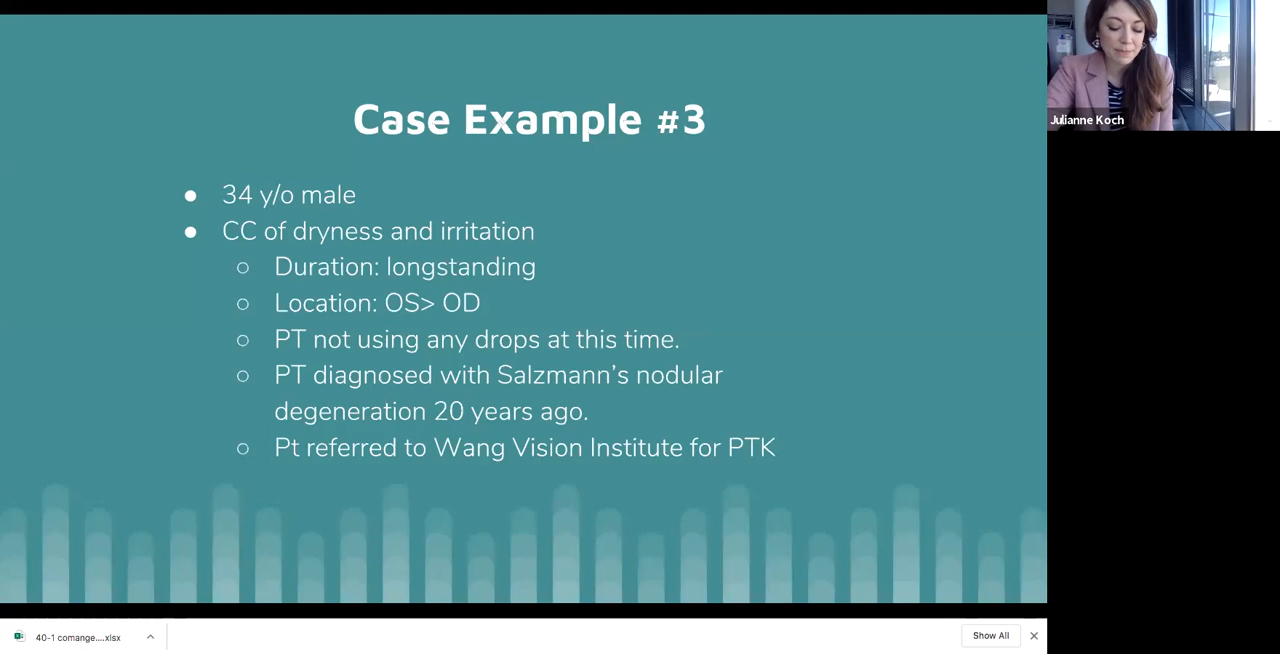 Case Example #3
● 34 y/o male
● CC of dryness and irritation
○ Duration: longstanding
○ Location: OS> OD
○ PT not using any drops at this time.
○ PT diagnosed with Salzmann's nodular
degeneration 20 years ago.
○ Pt referred to Wang Vision Institute for PTK
Julianne Koch
40-1 comange....xlsx
Show All